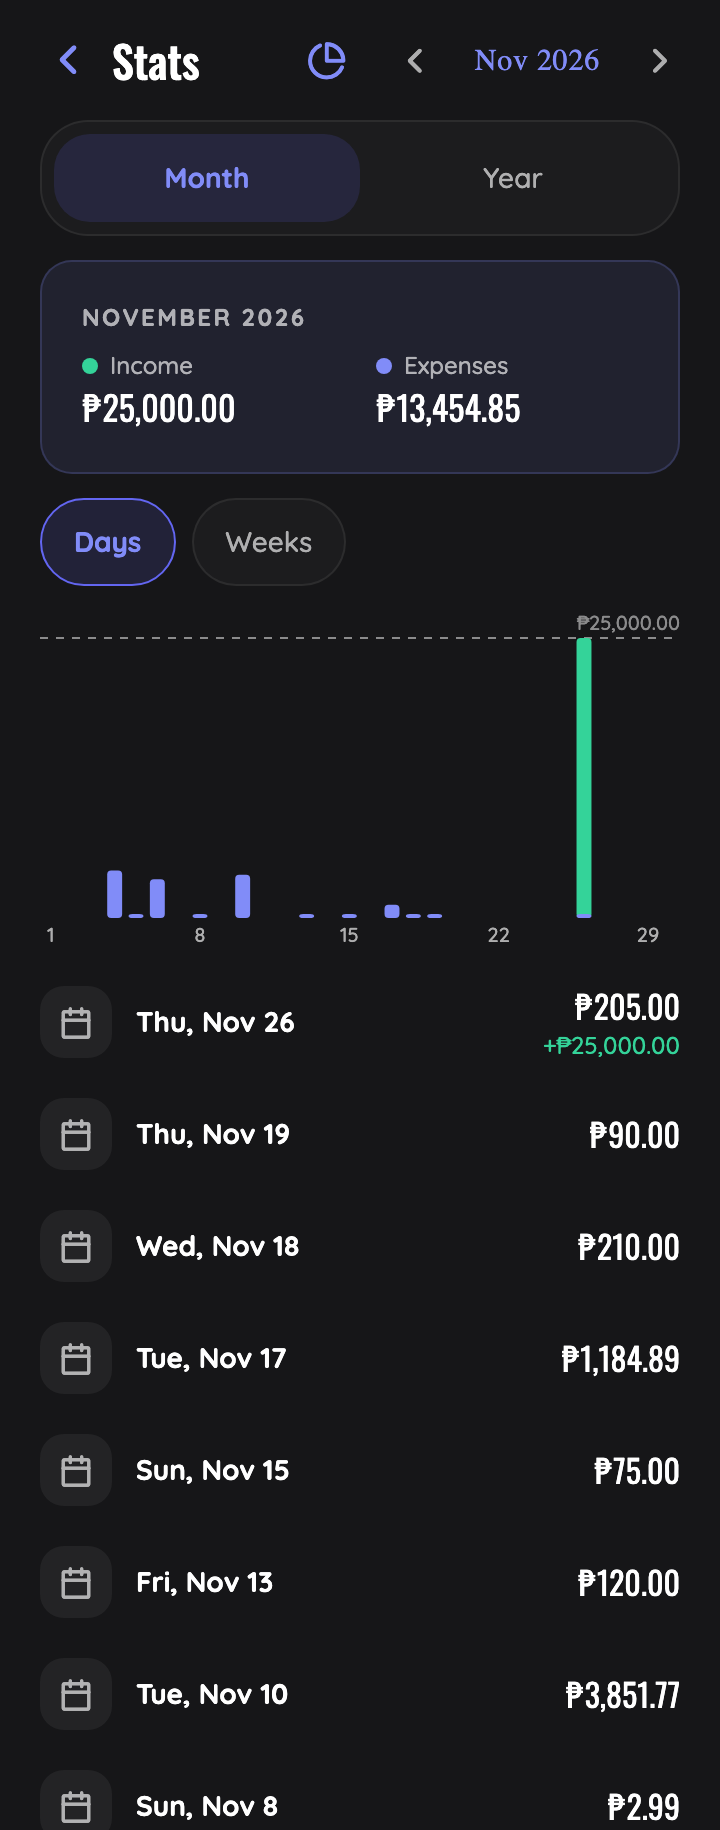 Stats
Nov 2026
Month
Year
NOVEMBER 2026
Income
Expenses
₱25,000.00
₱13,454.85
Days
Weeks
₱25,000.00
1 8 15 22 29
Thu, Nov 26
₱205.00
+₱25,000.00
Thu, Nov 19
₱90.00
Wed, Nov 18
₱210.00
Tue, Nov 17
₱1,184.89
Sun, Nov 15
₱75.00
Fri, Nov 13
₱120.00
Tue, Nov 10
₱3,851.77
Sun, Nov 8
₱2.99